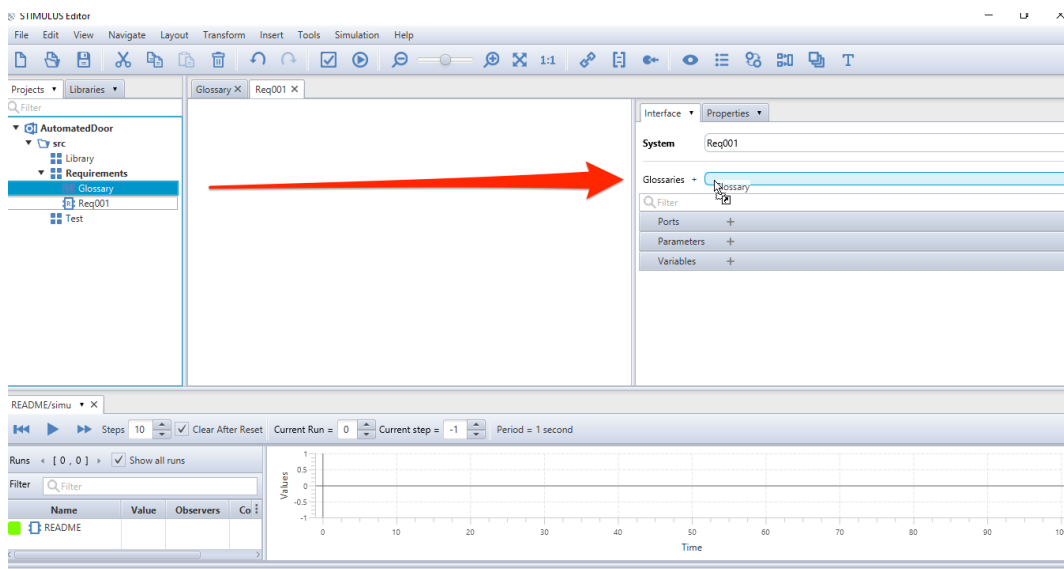 STIMULUS Editor
File Edit View Navigate Layout Transform Insert Tools Simulation Help
1:1 T
Projects Libraries
Glossary Req001
Filter
AutomatedDoor
src
Library
Requirements
Glossary
Req001
Test
Interface Properties
System Req001
Glossaries +
Glossary
Filter
Ports +
Parameters +
Variables +
README/simu
Steps 10 Clear After Reset Current Run = 0 Current step = -1 Period = 1 second
Runs [ 0 , 0 ] Show all runs
Filter Filter
Name Value Observers Co
README
Values
1
0.5
0
-0.5
-1
0 10 20 30 40 50 60 70 80 90
Time